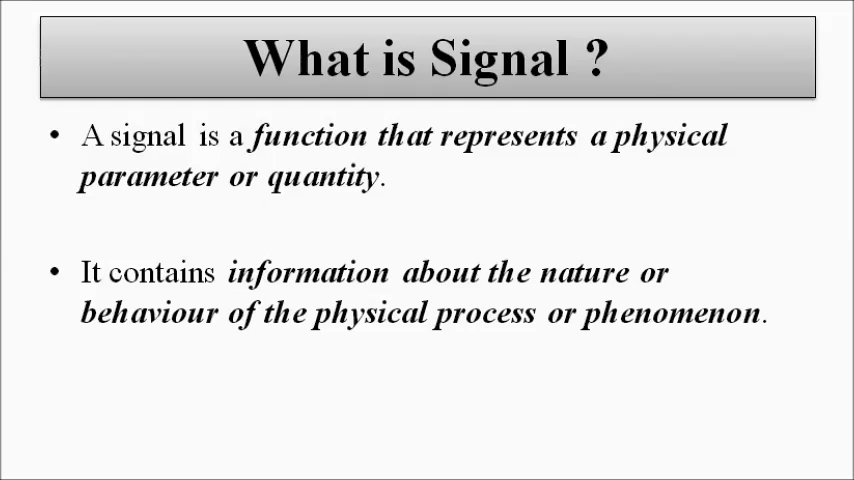 What is Signal ?
• A signal is a function that represents a physical
parameter or quantity.
• It contains information about the nature or
behaviour of the physical process or phenomenon.